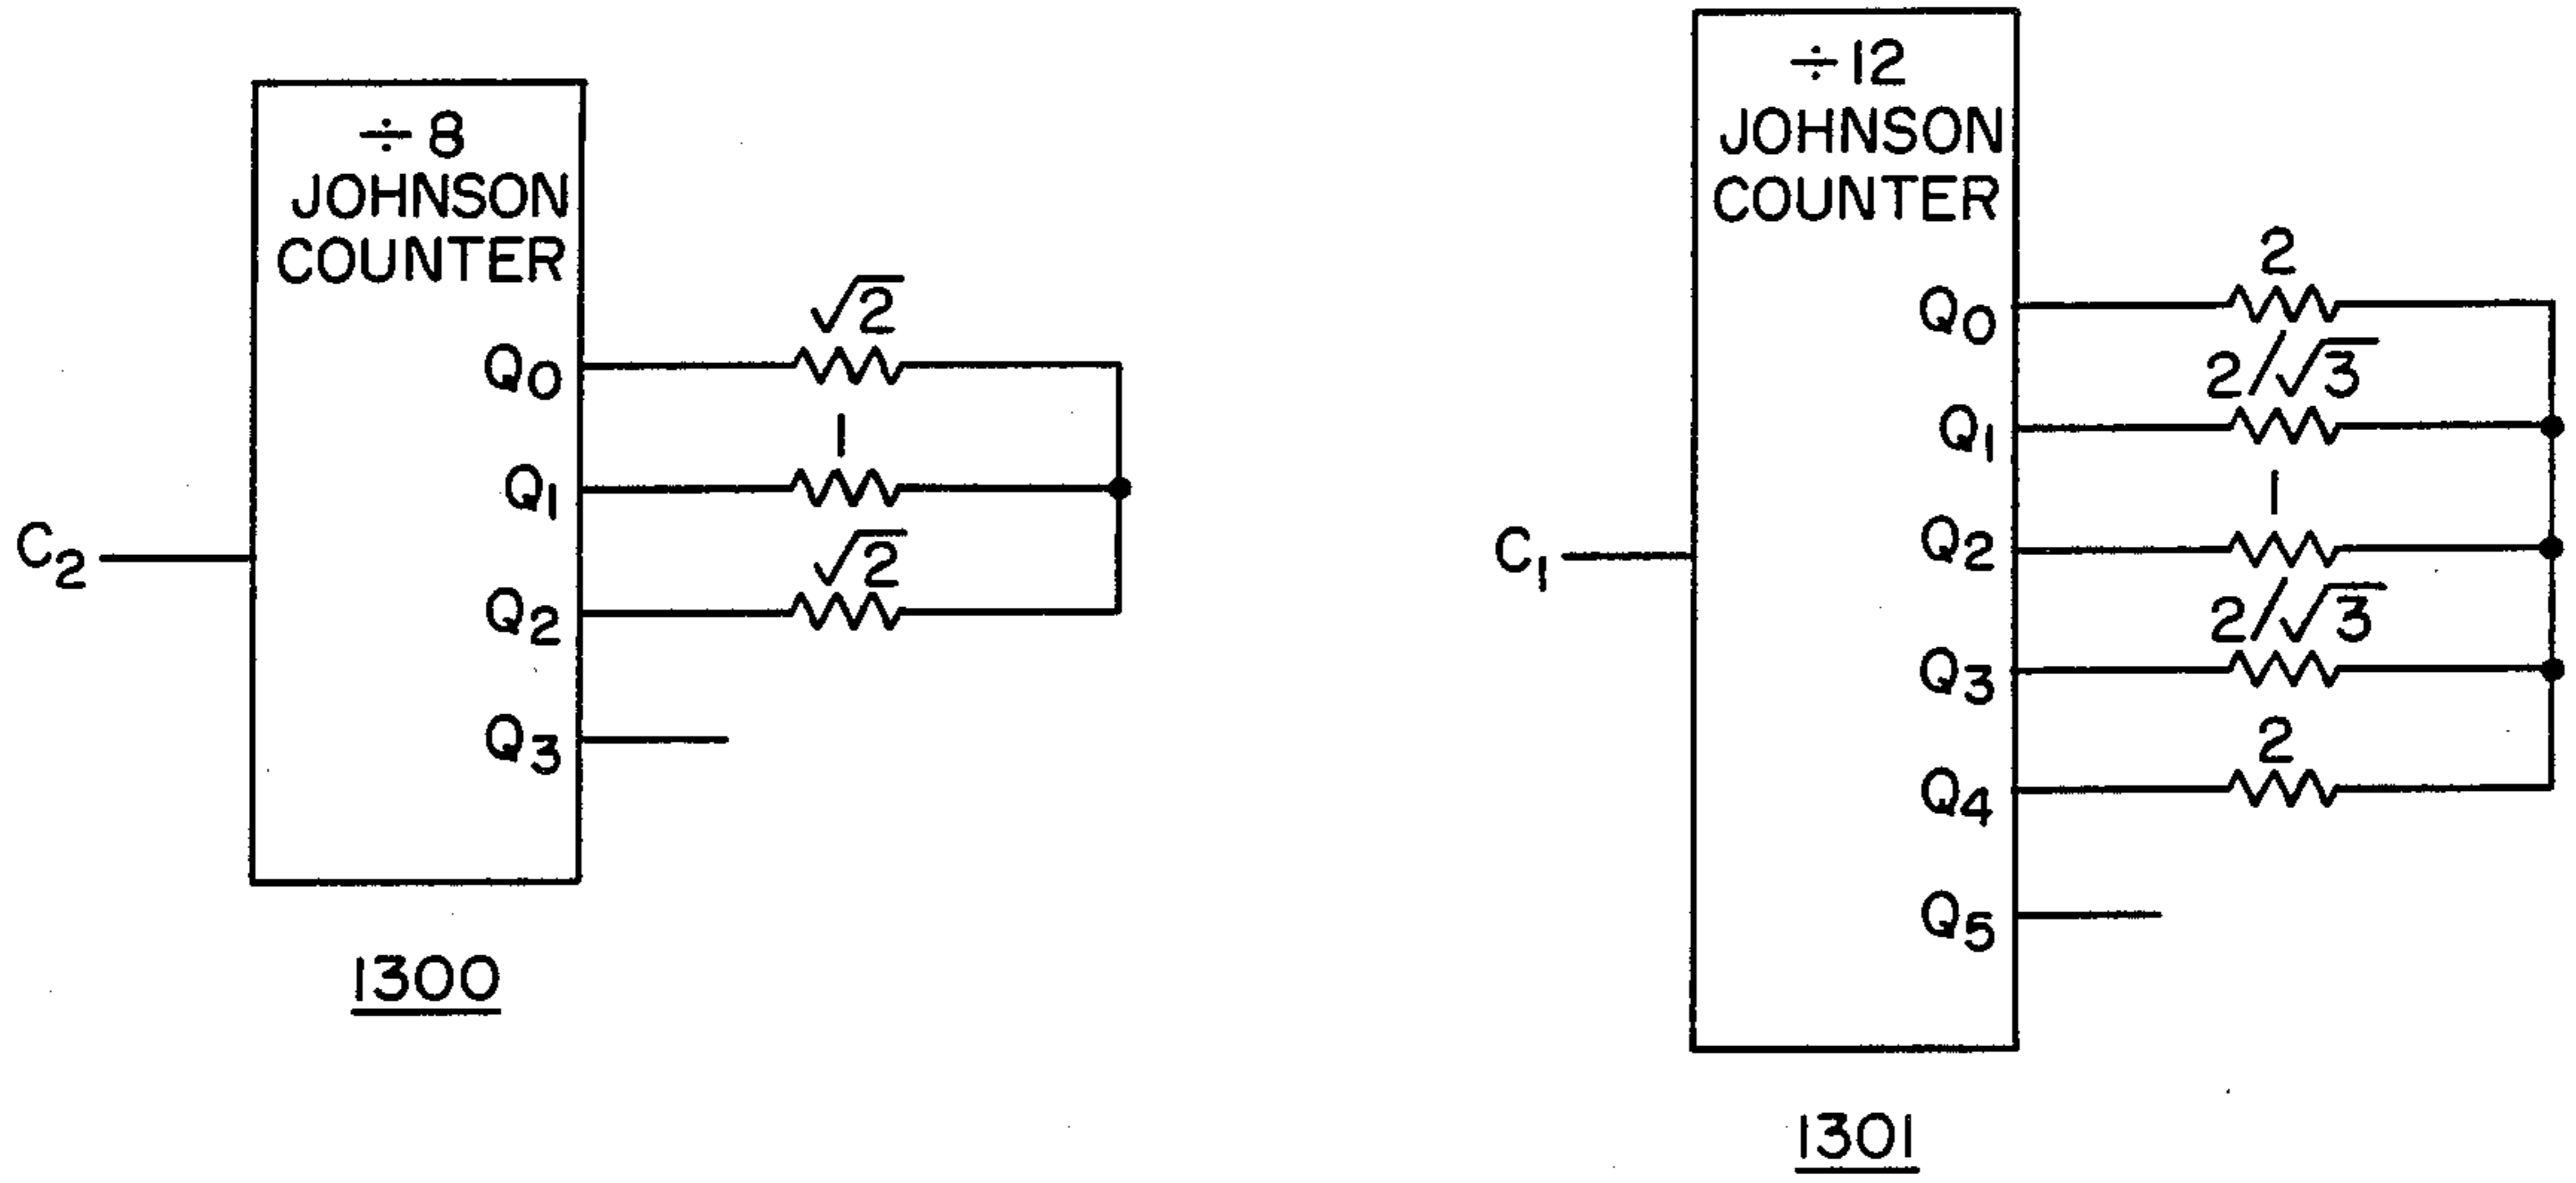 ÷8
JOHNSON
COUNTER
√2
Q0
1
Q1
C2
√2
Q2
Q3
1300
÷12
JOHNSON
COUNTER
2
Q0
2/√3
Q1
1
C1
Q2
2/√3
Q3
2
Q4
Q5
1301